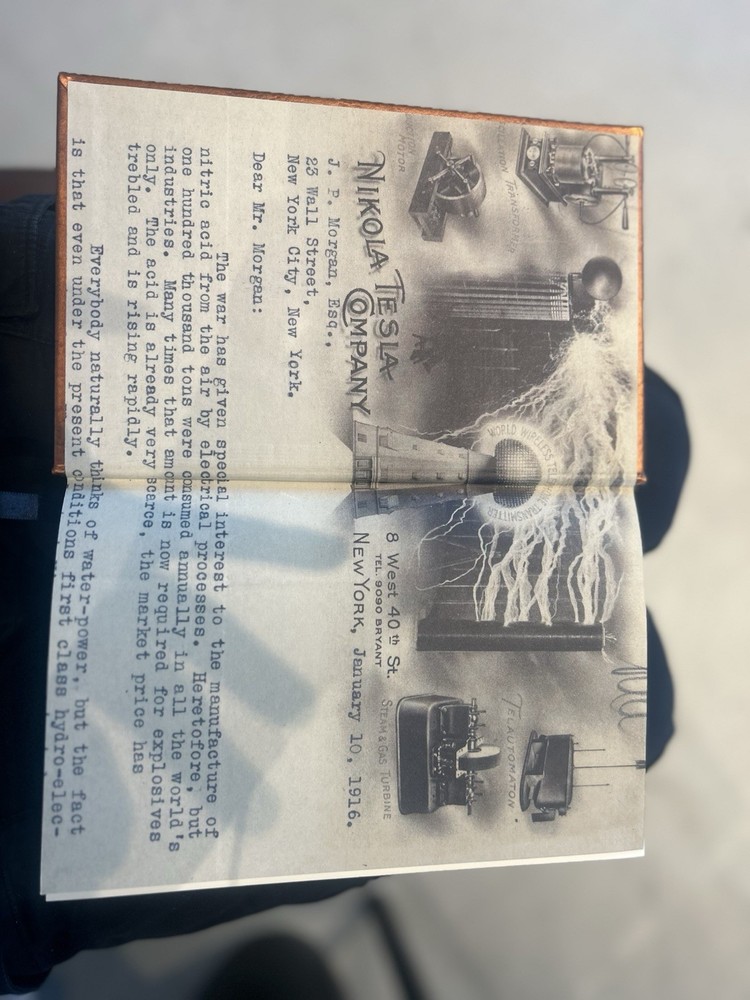 INDUCTION MOTOR
OSCILLATION TRANSFORMER
WORLD WIRELESS TELEPHONE TRANSMITTER
TELAUTOMATON
STEAM & GAS TURBINE
NIKOLA TESLA
COMPANY
8 West 40th St.
TEL. 9090 BRYANT
NEW YORK, January 10, 1916.
J. P. Morgan, Esq.,
23 Wall Street,
New York City, New York.
Dear Mr. Morgan:
The war has given special interest to the manufacture of
nitric acid from the air by electrical processes. Heretofore, but
one hundred thousand tons were consumed annually in all the world's
industries. Many times that amount is now required for explosives
only. The acid is already very scarce, the market price has
trebled and is rising rapidly.
Everybody naturally thinks of water-power, but the fact
is that even under the present conditions first class hydro-elec-